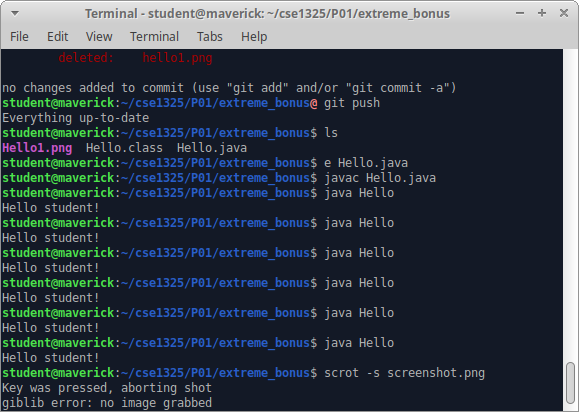 Terminal - student@maverick: ~/cse1325/P01/extreme_bonus
File Edit View Terminal Tabs Help
deleted: hello1.png
no changes added to commit (use "git add" and/or "git commit -a")
student@maverick:~/cse1325/P01/extreme_bonus@ git push
Everything up-to-date
student@maverick:~/cse1325/P01/extreme_bonus$ ls
Hello1.png Hello.class Hello.java
student@maverick:~/cse1325/P01/extreme_bonus$ e Hello.java
student@maverick:~/cse1325/P01/extreme_bonus$ javac Hello.java
student@maverick:~/cse1325/P01/extreme_bonus$ java Hello
Hello student!
student@maverick:~/cse1325/P01/extreme_bonus$ java Hello
Hello student!
student@maverick:~/cse1325/P01/extreme_bonus$ java Hello
Hello student!
student@maverick:~/cse1325/P01/extreme_bonus$ java Hello
Hello student!
student@maverick:~/cse1325/P01/extreme_bonus$ java Hello
Hello student!
student@maverick:~/cse1325/P01/extreme_bonus$ java Hello
Hello student!
student@maverick:~/cse1325/P01/extreme_bonus$ scrot -s screenshot.png
Key was pressed, aborting shot
giblib error: no image grabbed